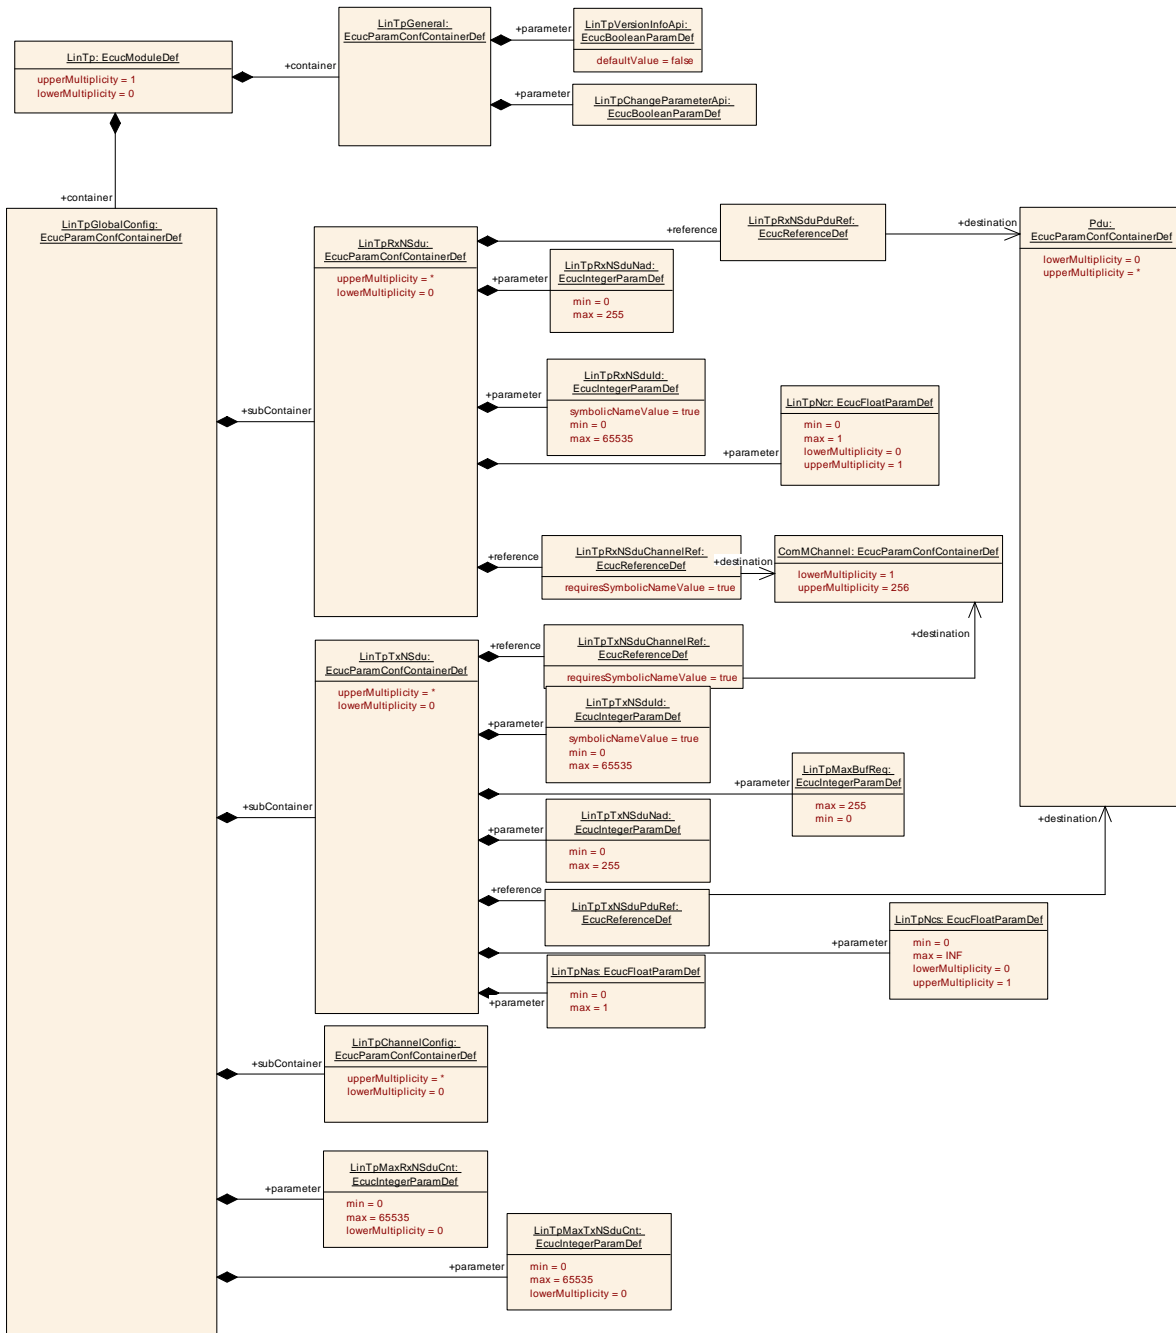 LinTpGeneral:
EcucParamConfContainerDef
+parameter
LinTpVersionInfoApi:
EcucBooleanParamDef
defaultValue = false
LinTp: EcucModuleDef
upperMultiplicity = 1
lowerMultiplicity = 0
+container
+parameter
LinTpChangeParameterApi:
EcucBooleanParamDef
+container
LinTpGlobalConfig:
EcucParamConfContainerDef
LinTpRxNSdu:
EcucParamConfContainerDef
upperMultiplicity = *
lowerMultiplicity = 0
+reference
LinTpRxNSduPduRef:
EcucReferenceDef
+destination
Pdu:
EcucParamConfContainerDef
lowerMultiplicity = 0
upperMultiplicity = *
+parameter
LinTpRxNSduNad:
EcucIntegerParamDef
min = 0
max = 255
+subContainer
+parameter
LinTpRxNSduId:
EcucIntegerParamDef
symbolicNameValue = true
min = 0
max = 65535
+parameter
LinTpNcr: EcucFloatParamDef
min = 0
max = 1
lowerMultiplicity = 0
upperMultiplicity = 1
+reference
LinTpRxNSduChannelRef:
EcucReferenceDef
requiresSymbolicNameValue = true
+destination
ComMChannel: EcucParamConfContainerDef
lowerMultiplicity = 1
upperMultiplicity = 256
+destination
LinTpTxNSdu:
EcucParamConfContainerDef
upperMultiplicity = *
lowerMultiplicity = 0
+reference
LinTpTxNSduChannelRef:
EcucReferenceDef
requiresSymbolicNameValue = true
+parameter
LinTpTxNSduId:
EcucIntegerParamDef
symbolicNameValue = true
min = 0
max = 65535
+parameter
LinTpMaxBufReq:
EcucIntegerParamDef
max = 255
min = 0
+subContainer
+parameter
LinTpTxNSduNad:
EcucIntegerParamDef
min = 0
max = 255
+destination
+reference
LinTpTxNSduPduRef:
EcucReferenceDef
+parameter
LinTpNcs: EcucFloatParamDef
min = 0
max = INF
lowerMultiplicity = 0
upperMultiplicity = 1
+parameter
LinTpNas: EcucFloatParamDef
min = 0
max = 1
+subContainer
LinTpChannelConfig:
EcucParamConfContainerDef
upperMultiplicity = *
lowerMultiplicity = 0
+parameter
LinTpMaxRxNSduCnt:
EcucIntegerParamDef
min = 0
max = 65535
lowerMultiplicity = 0
+parameter
LinTpMaxTxNSduCnt:
EcucIntegerParamDef
min = 0
max = 65535
lowerMultiplicity = 0